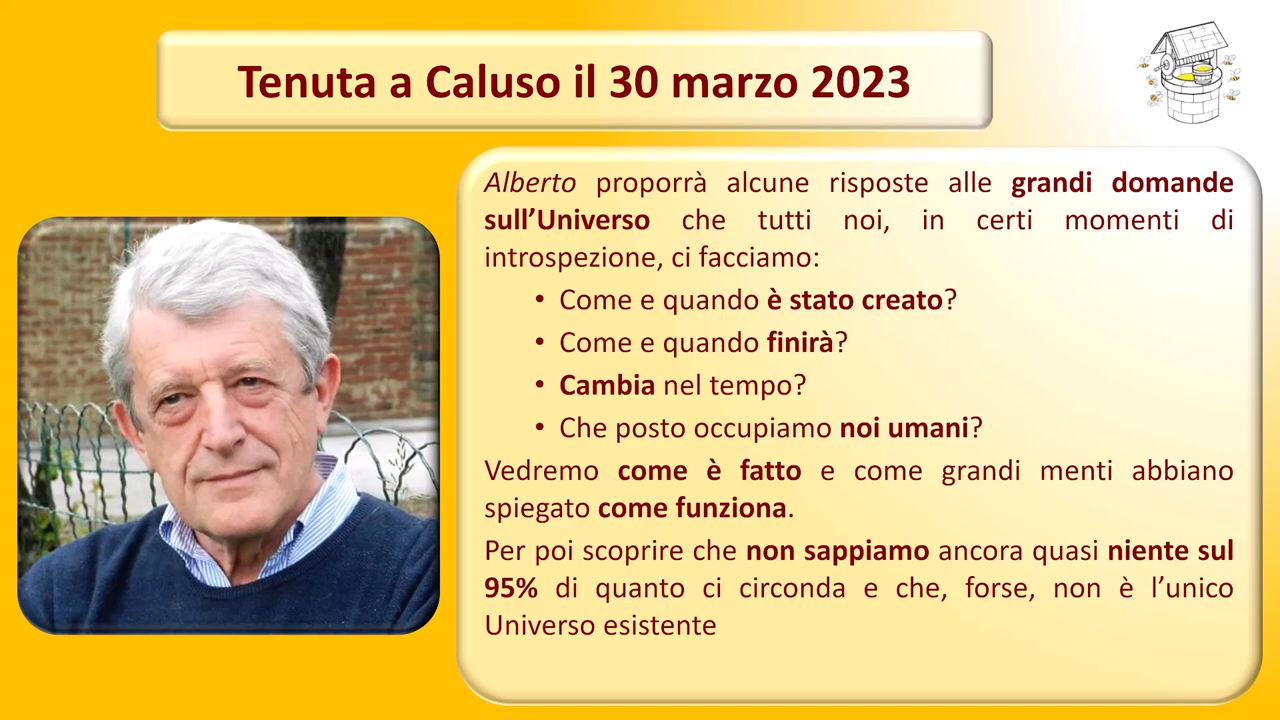 Tenuta a Caluso il 30 marzo 2023
Alberto proporrà alcune risposte alle grandi domande
sull’Universo che tutti noi, in certi momenti di
introspezione, ci facciamo:
• Come e quando è stato creato?
• Come e quando finirà?
• Cambia nel tempo?
• Che posto occupiamo noi umani?
Vedremo come è fatto e come grandi menti abbiano
spiegato come funziona.
Per poi scoprire che non sappiamo ancora quasi niente sul
95% di quanto ci circonda e che, forse, non è l’unico
Universo esistente